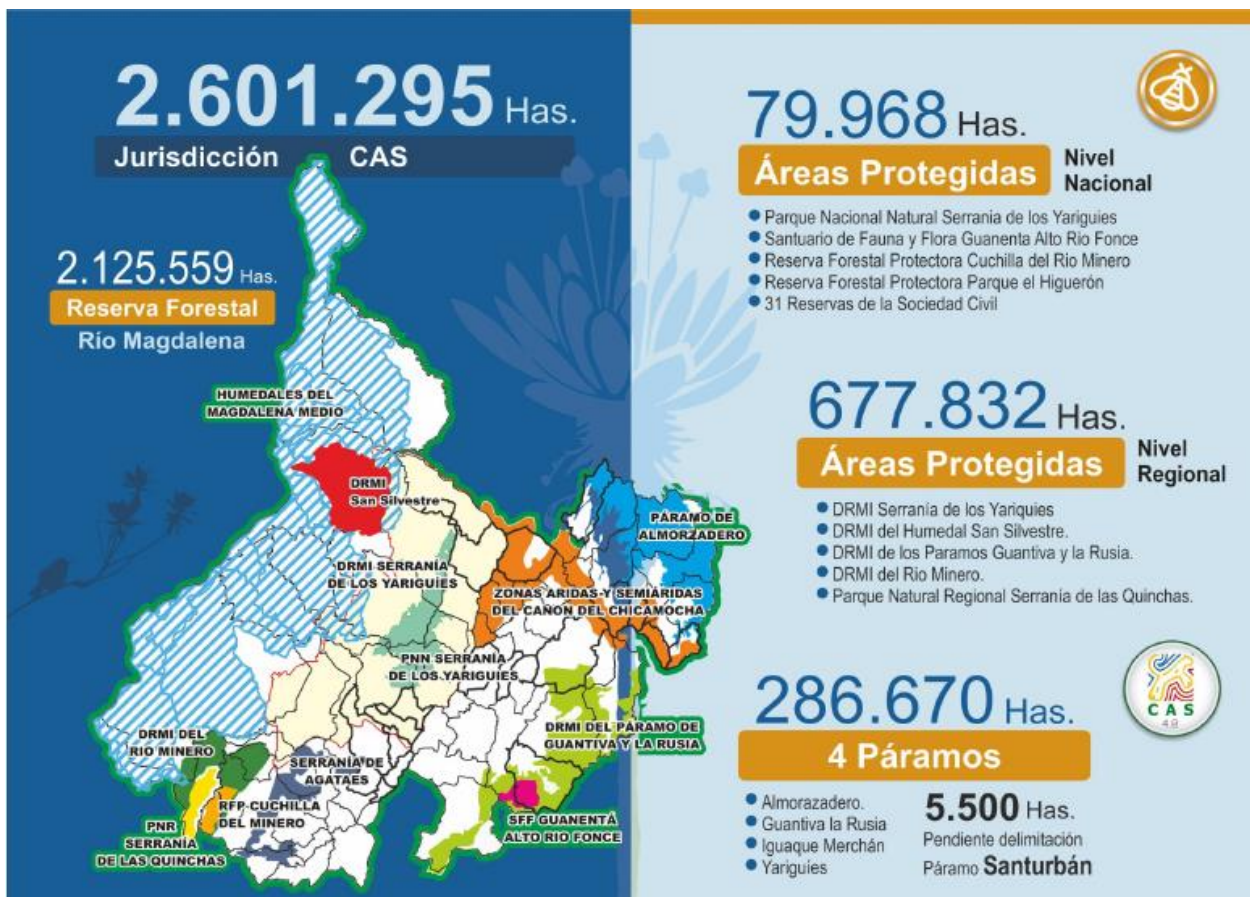 2.601.295 Has.
Jurisdicción CAS
2.125.559 Has.
Reserva Forestal
Río Magdalena
HUMEDALES DEL
MAGDALENA MEDIO
DRMI
San Silvestre
DRMI SERRANÍA
DE LOS YARIGUÍES
PÁRAMO DE
ALMORZADERO
ZONAS ARIDAS Y SEMIÁRIDAS
DEL CAÑON DEL CHICAMOCHA
PNN SERRANÍA
DE LOS YARIGUÍES
DRMI DEL PÁRAMO DE
GUANTIVA Y LA RUSIA
DRMI DEL
RIO MINERO
SERRANÍA DE
AGATAES
RFP CUCHILLA
DEL MINERO
SFF GUANENTÁ
ALTO RIO FONCE
PNR
SERRANÍA
DE LAS QUINCHAS
79.968 Has.
Áreas Protegidas Nivel
Nacional
Parque Nacional Natural Serrania de los Yariguies
Santuario de Fauna y Flora Guanenta Alto Rio Fonce
Reserva Forestal Protectora Cuchilla del Rio Minero
Reserva Forestal Protectora Parque el Higuerón
31 Reservas de la Sociedad Civil
677.832 Has.
Áreas Protegidas Nivel
Regional
DRMI Serranía de los Yariquies
DRMI del Humedal San Silvestre.
DRMI de los Paramos Guantiva y la Rusia.
DRMI del Rio Minero.
Parque Natural Regional Serranía de las Quinchas.
CAS
286.670 Has.
4 Páramos
Almorazadero.
Guantiva la Rusia
Iguaque Merchán
Yariguíes
5.500 Has.
Pendiente delimitación
Páramo Santurbán